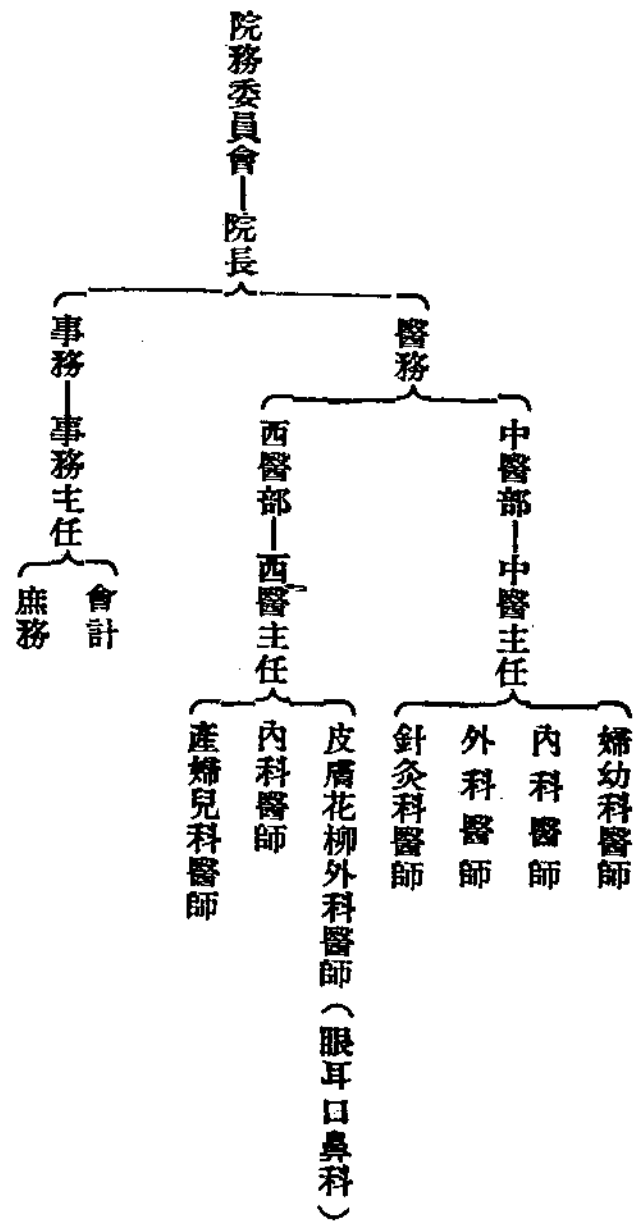 院務委員會—院長
醫務
中醫部—中醫主任
婦幼科醫師
內科醫師
外科醫師
針灸科醫師
西醫部—西醫主任
皮膚花柳外科醫師（眼耳口鼻科）
內科醫師
產婦兒科醫師
事務—事務主任
會計
庶務